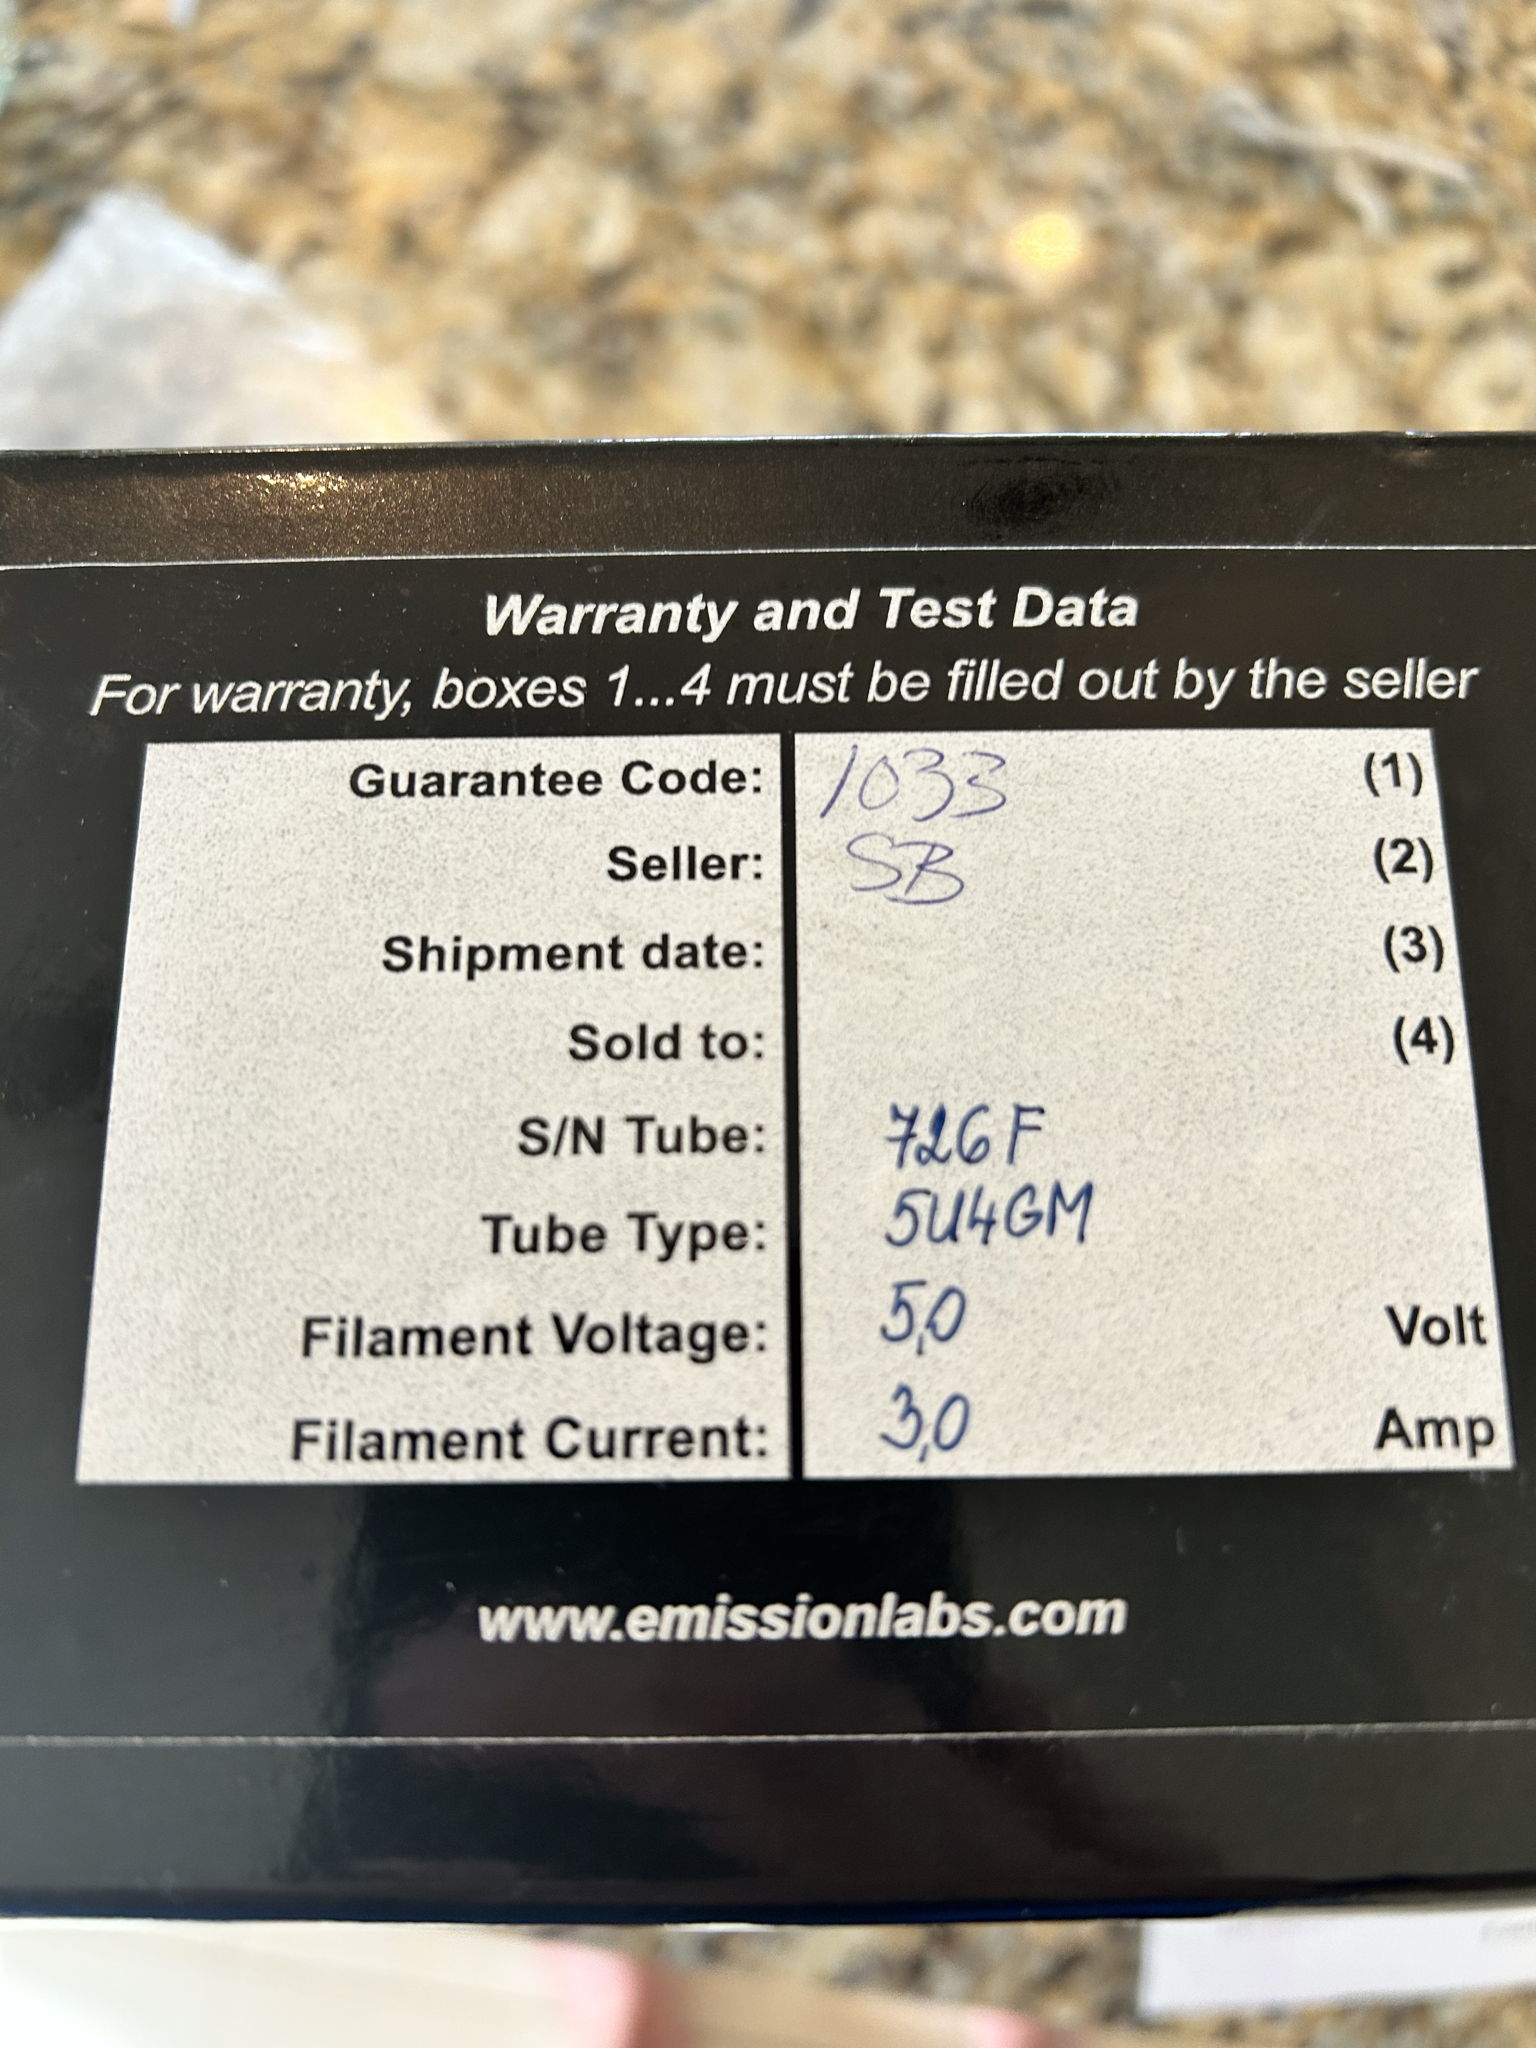 Warranty and Test Data
For warranty, boxes 1...4 must be filled out by the seller
Guarantee Code: 1033 (1)
Seller: SB (2)
Shipment date: (3)
Sold to: (4)
S/N Tube: 726F
Tube Type: 5U4GM
Filament Voltage: 5,0 Volt
Filament Current: 3,0 Amp
www.emissionlabs.com